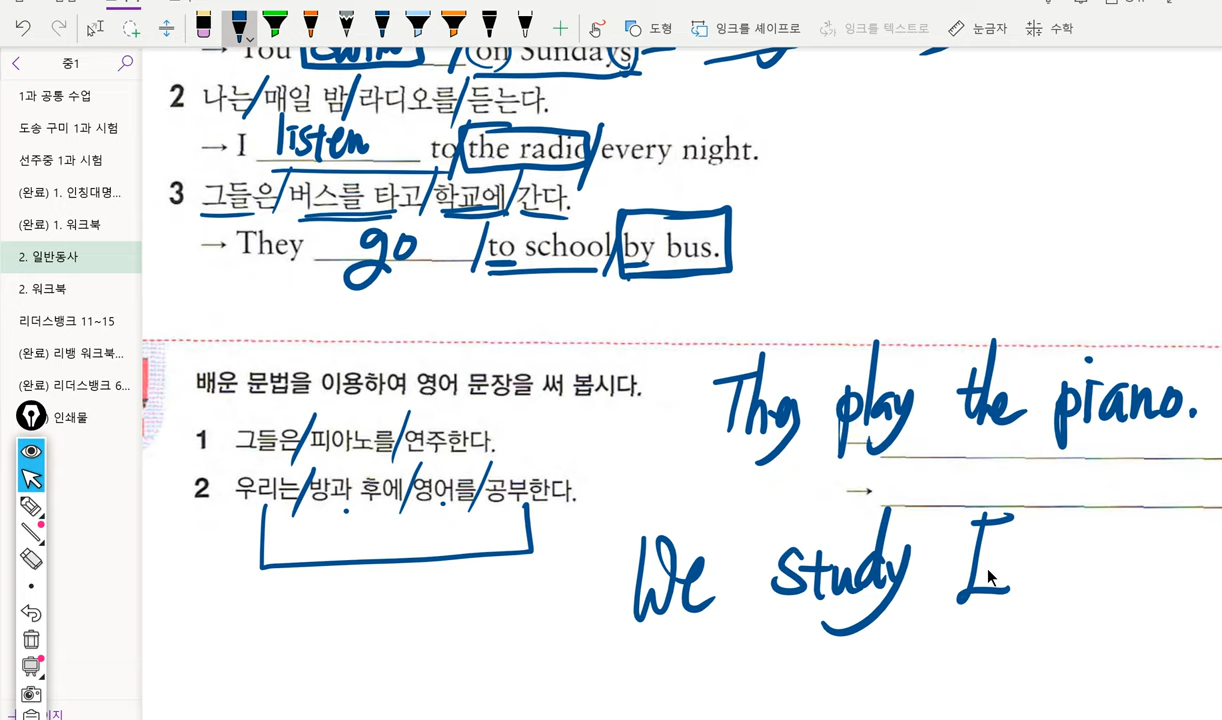 도형 잉크를 셰이프로 잉크를 텍스트로 눈금자 수학
중1
1과 공통 수업
도송 구미 1과 시험
선주중 1과 시험
(완료) 1. 인칭대명...
(완료) 1. 워크북
2. 일반동사
2. 워크북
리더스뱅크 11~15
(완료) 리뱅 워크북...
(완료) 리더스뱅크 6...
) 인쇄물
→ You swim on Sundays
2 나는/매일 밤/라디오를/듣는다.
→ I listen to/the radio/every night.
3 그들은/버스를 타고/학교에/간다.
→ They go /to school/by bus.
배운 문법을 이용하여 영어 문장을 써 봅시다.
They play the piano.
1 그들은/피아노를/연주한다.
2 우리는/방과 후에/영어를/공부한다.
→
We study